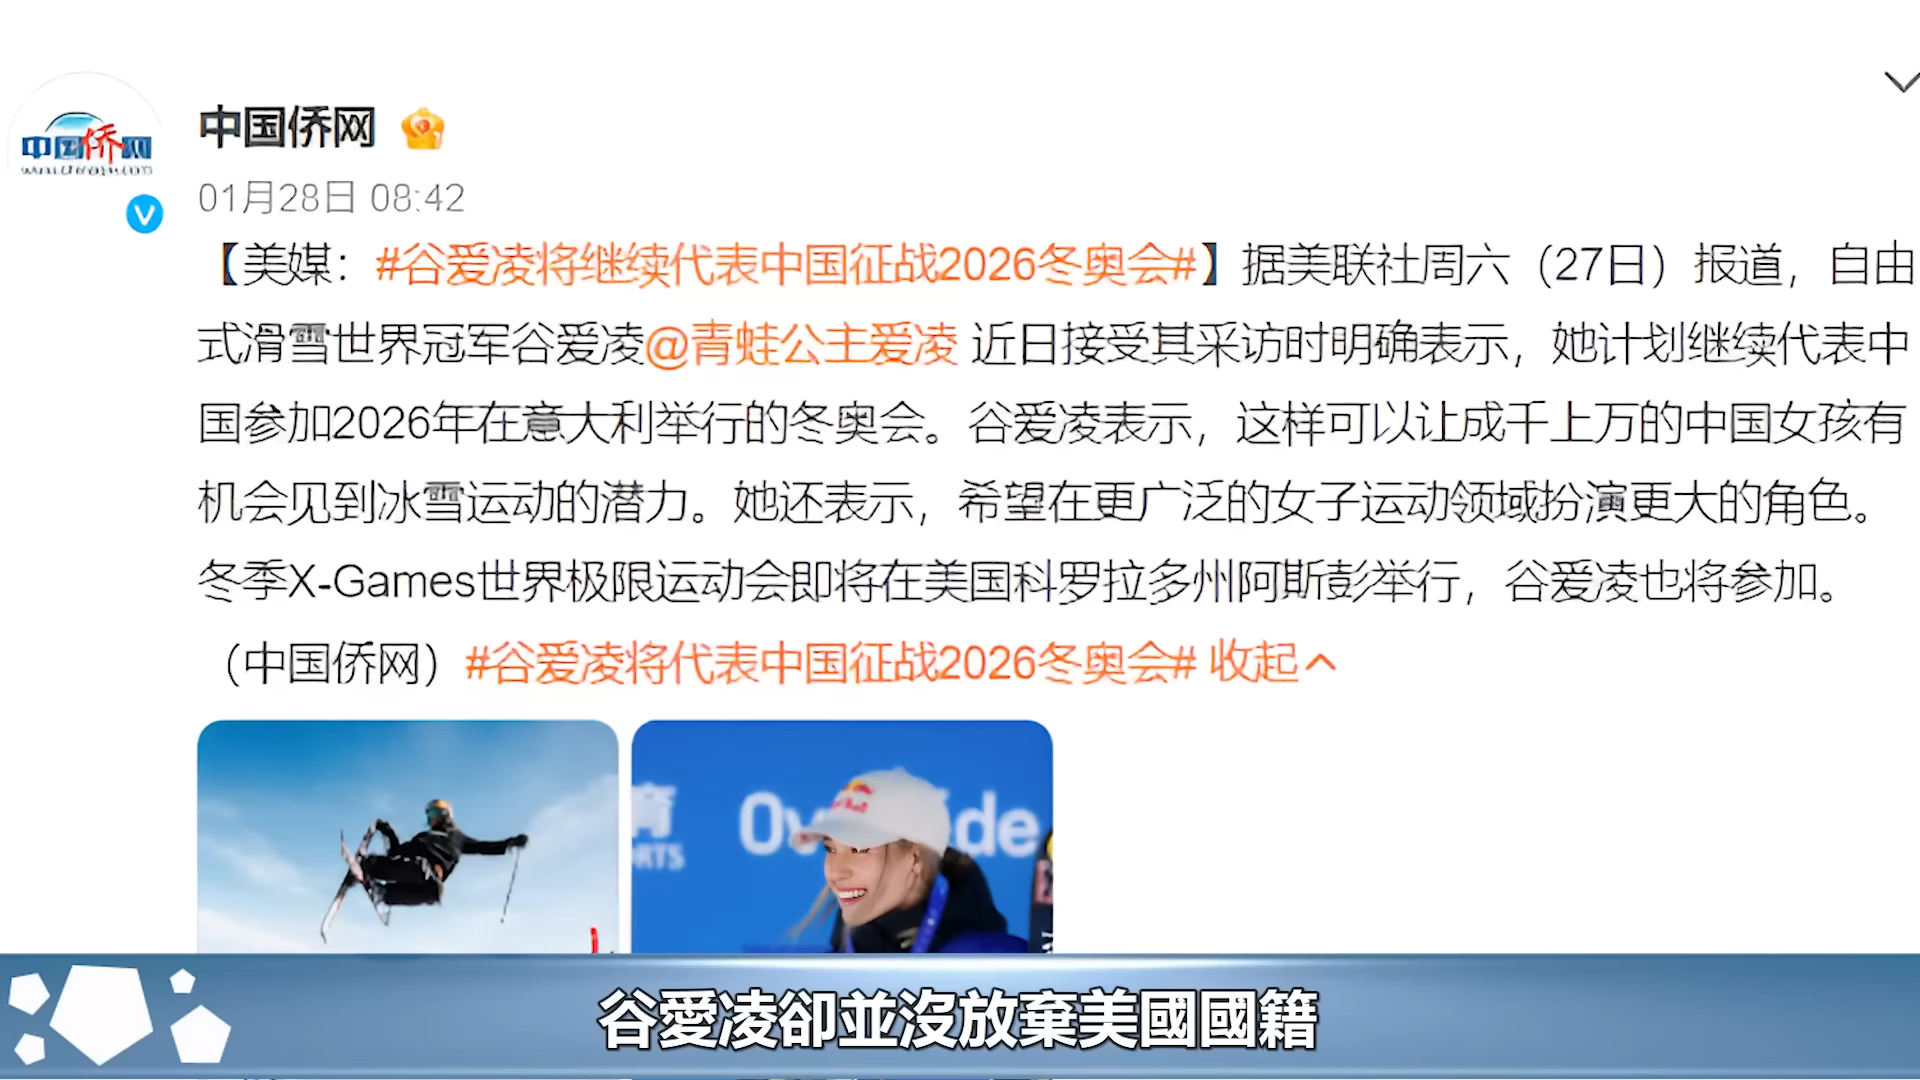 中国侨网
中国侨网
01月28日 08:42
【美媒：#谷爱凌将继续代表中国征战2026冬奥会#】据美联社周六（27日）报道，自由
式滑雪世界冠军谷爱凌@青蛙公主爱凌 近日接受其采访时明确表示，她计划继续代表中
国参加2026年在意大利举行的冬奥会。谷爱凌表示，这样可以让成千上万的中国女孩有
机会见到冰雪运动的潜力。她还表示，希望在更广泛的女子运动领域扮演更大的角色。
冬季X-Games世界极限运动会即将在美国科罗拉多州阿斯彭举行，谷爱凌也将参加。
（中国侨网）#谷爱凌将代表中国征战2026冬奥会# 收起
育
RTS
Ov
de
Red Bull
谷愛凌卻並沒放棄美國國籍